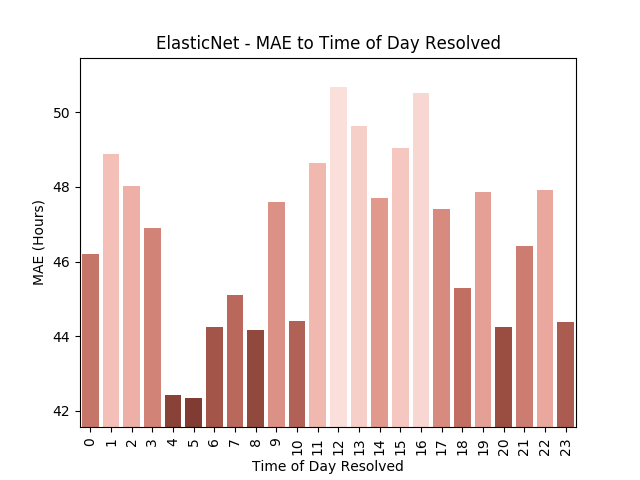 ElasticNet - MAE to Time of Day Resolved
50
48
46
44
42
MAE (Hours)
0 1 2 3 4 5 6 7 8 9 10 11 12 13 14 15 16 17 18 19 20 21 22 23
Time of Day Resolved